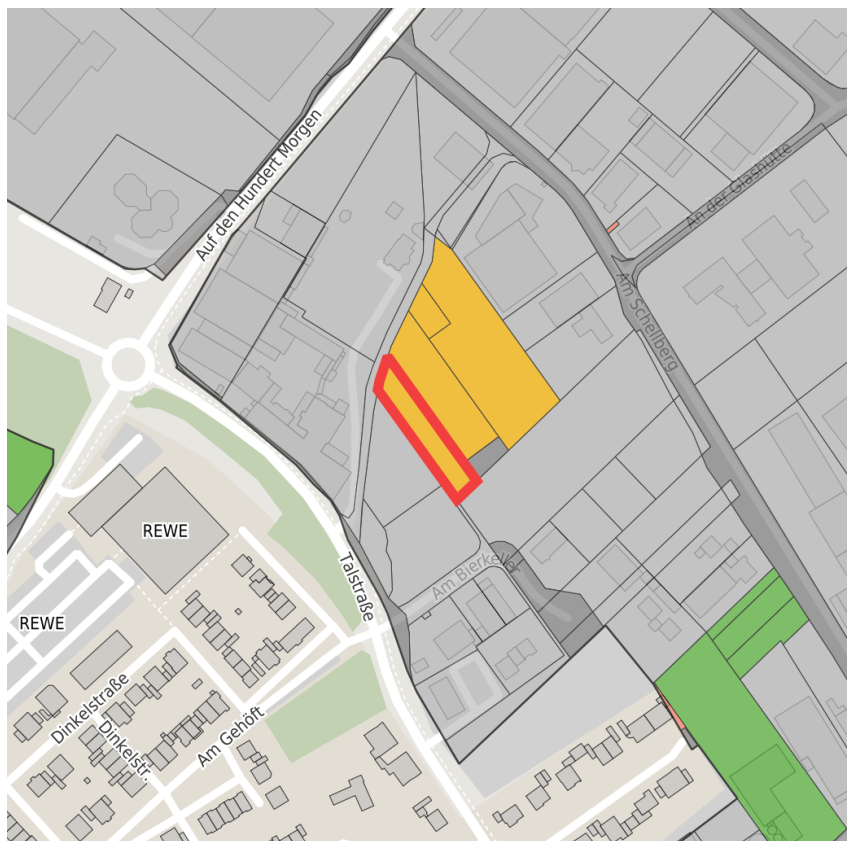 Auf den Hundert Morgen
An der Glashütte
Am Schellberg
REWE
Am Bierkeller
Talstraße
REWE
Dinkelstraße
Dinkelstr.
Am Gehöft